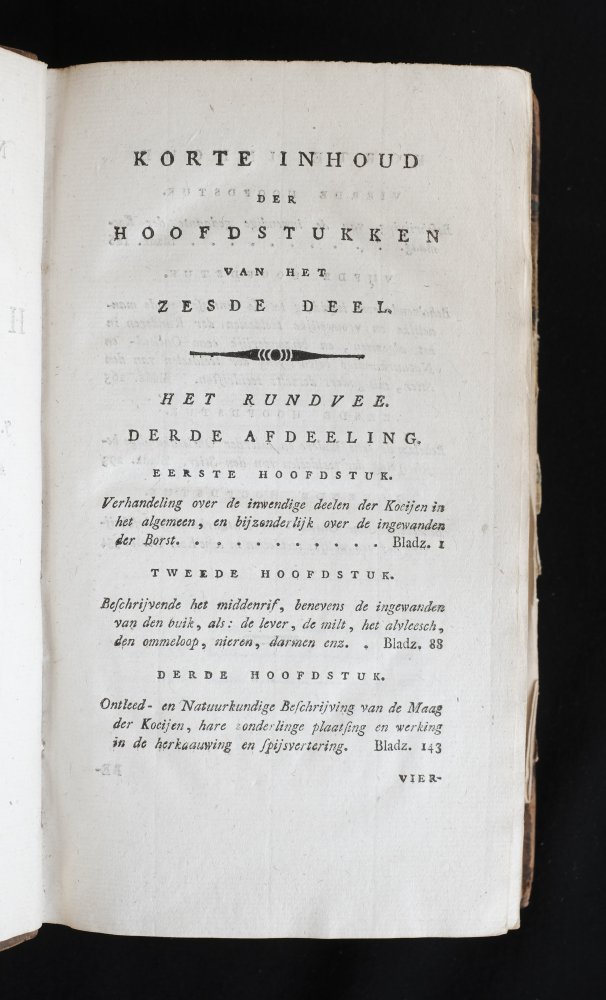 KORTE INHOUD
DER
HOOFDSTUKKEN
VAN HET
ZESDE DEEL.
HET RUNDVEE.
DERDE AFDEELING.
EERSTE HOOFDSTUK.
Verhandeling over de inwendige deelen der Koeijen in
het algemeen, en bijzonderlijk over de ingewanden
der Borst. . . . . . . . . . . Bladz. 1
TWEEDE HOOFDSTUK.
Beſchrijvende het middenrif, benevens de ingewanden
van den buik, als: de lever, de milt, het alvleesch,
den ommeloop, nieren, darmen enz. . Bladz. 88
DERDE HOOFDSTUK.
Ontleed- en Natuurkundige Beſchrijving van de Maag
der Koeijen, hare zonderlinge plaatſing en werking
in de herkaauwing en ſpijsvertering. Bladz. 143
VIER-